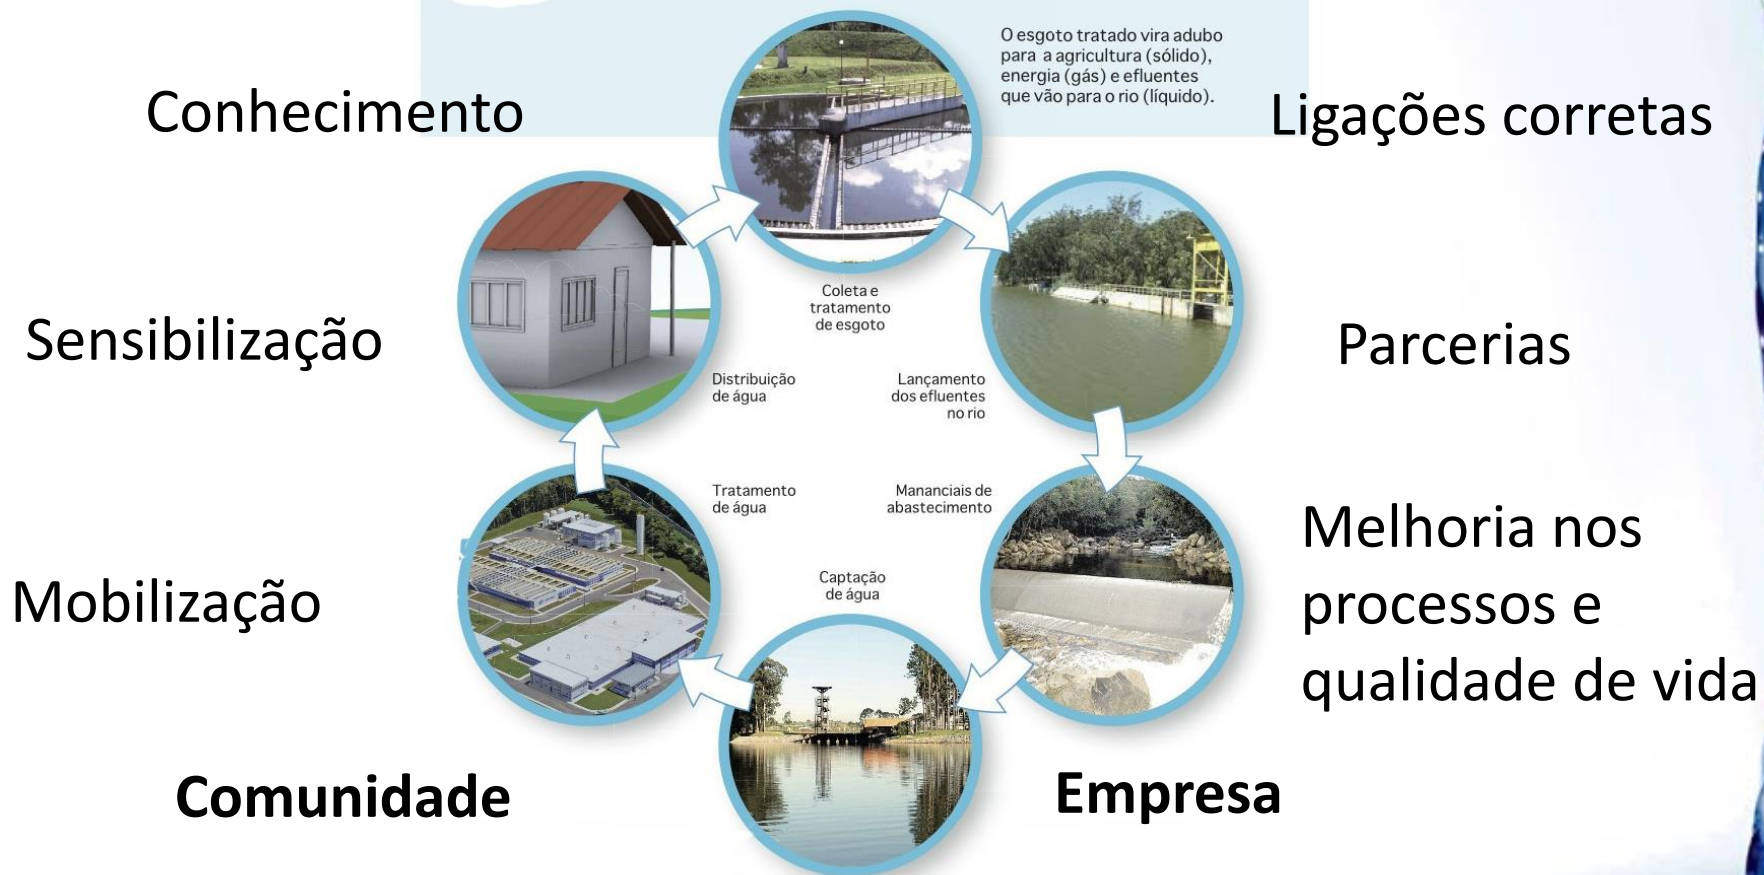 O esgoto tratado vira adubo
para a agricultura (sólido),
energia (gás) e efluentes
que vão para o rio (líquido).
Conhecimento
Ligações corretas
Coleta e
tratamento
de esgoto
Sensibilização
Parcerias
Distribuição
de água
Lançamento
dos efluentes
no rio
Tratamento
de água
Mananciais de
abastecimento
Mobilização
Melhoria nos
processos e
qualidade de vida
Captação
de água
Comunidade
Empresa